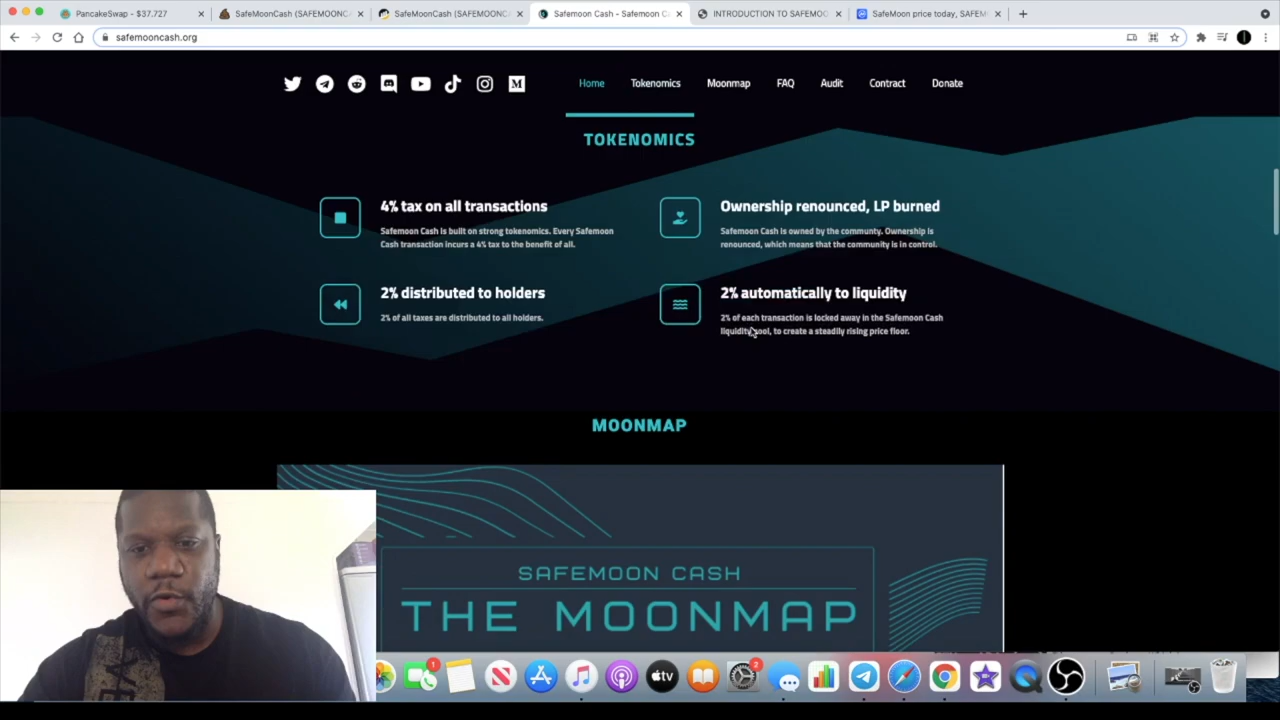 PancakeSwap - $37.727
SafeMoonCash (SAFEMOONCA
SafeMoonCash (SAFEMOONC
Safemoon Cash - Safemoon C
INTRODUCTION TO SAFEMOO
SafeMoon price today, SAFEM
safemooncash.org
Home
Tokenomics
Moonmap
FAQ
Audit
Contract
Donate
TOKENOMICS
4% tax on all transactions
Safemoon Cash is built on strong tokenomics. Every Safemoon
Cash transaction incurs a 4% tax to the benefit of all.
Ownership renounced, LP burned
Safemoon Cash is owned by the communty. Ownership is
renounced, which means that the community is in control.
2% distributed to holders
2% of all taxes are distributed to all holders.
2% automatically to liquidity
2% of each transaction is locked away in the Safemoon Cash
liquidity pool, to create a steadily rising price floor.
MOONMAP
SAFEMOON CASH
THE MOONMAP
1
tv
2